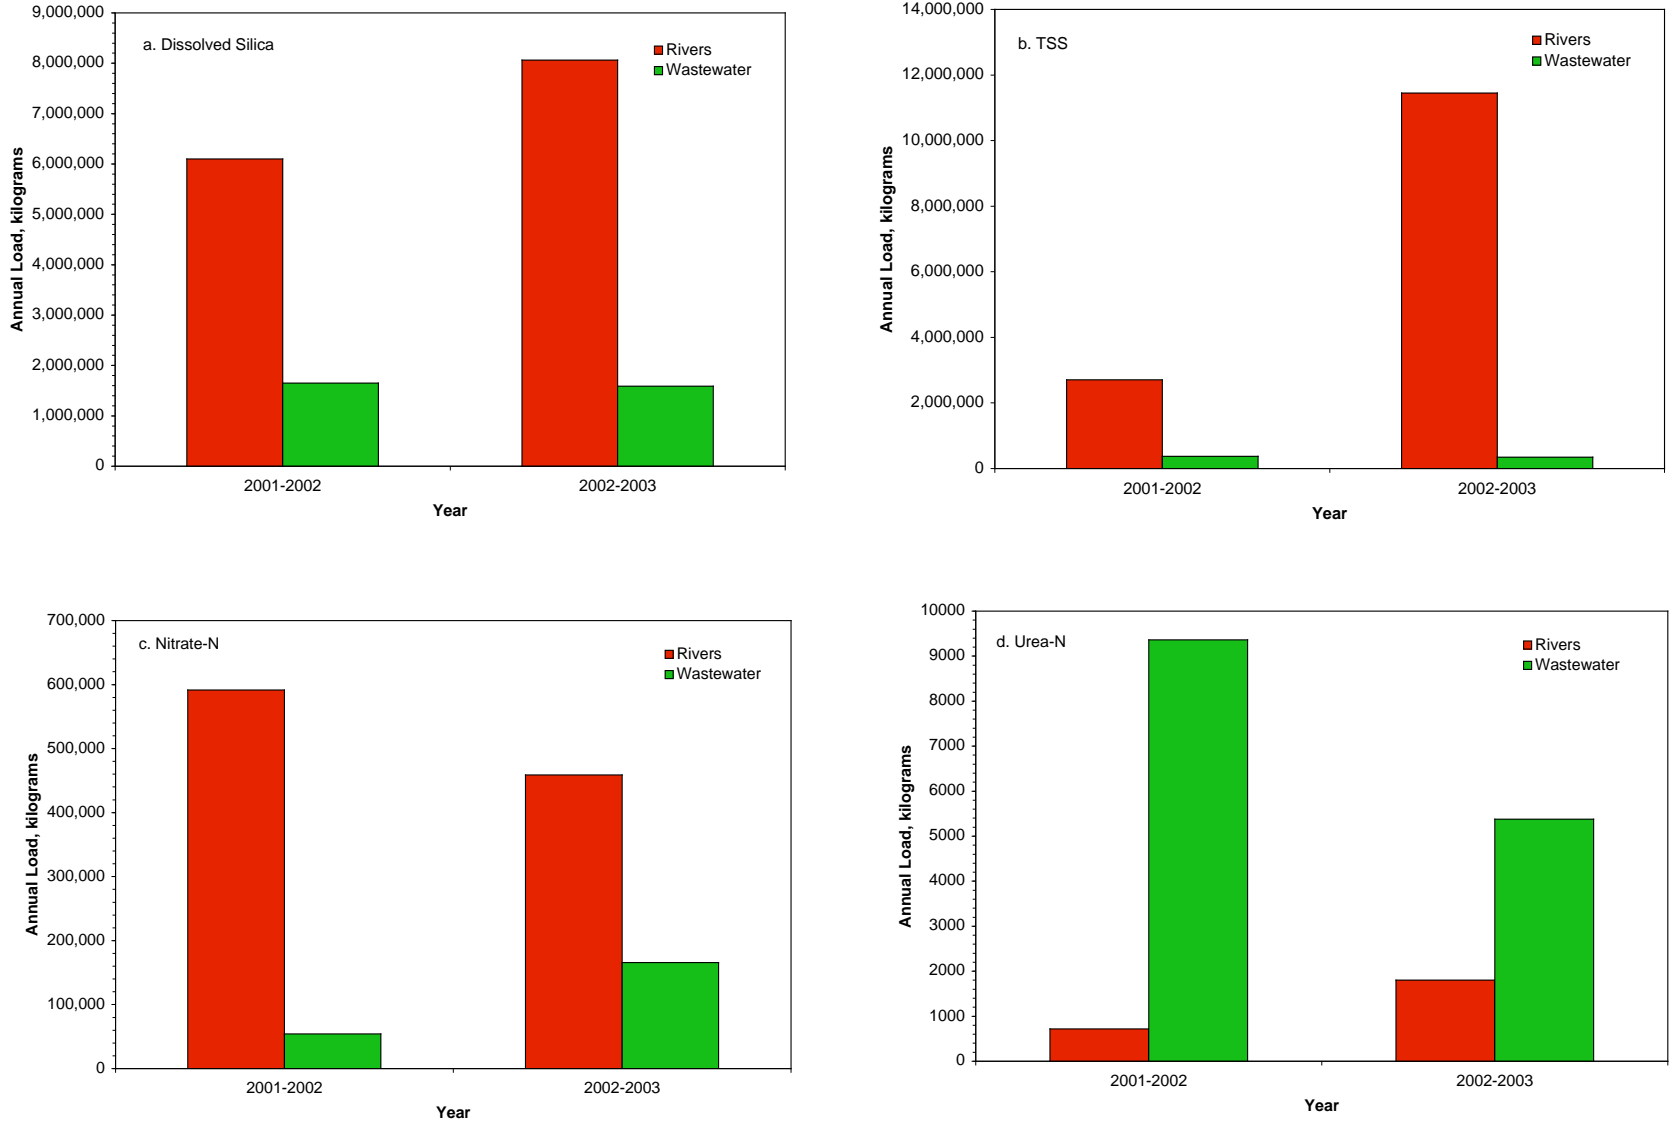 a. Dissolved Silica
Rivers
Wastewater
9,000,000
8,000,000
7,000,000
6,000,000
5,000,000
4,000,000
3,000,000
2,000,000
1,000,000
0
Annual Load, kilograms
2001-2002
2002-2003
Year
b. TSS
Rivers
Wastewater
14,000,000
12,000,000
10,000,000
8,000,000
6,000,000
4,000,000
2,000,000
0
Annual Load, kilograms
2001-2002
2002-2003
Year
c. Nitrate-N
Rivers
Wastewater
700,000
600,000
500,000
400,000
300,000
200,000
100,000
0
Annual Load, kilograms
2001-2002
2002-2003
Year
d. Urea-N
Rivers
Wastewater
10000
9000
8000
7000
6000
5000
4000
3000
2000
1000
0
Annual Load, kilograms
2001-2002
2002-2003
Year